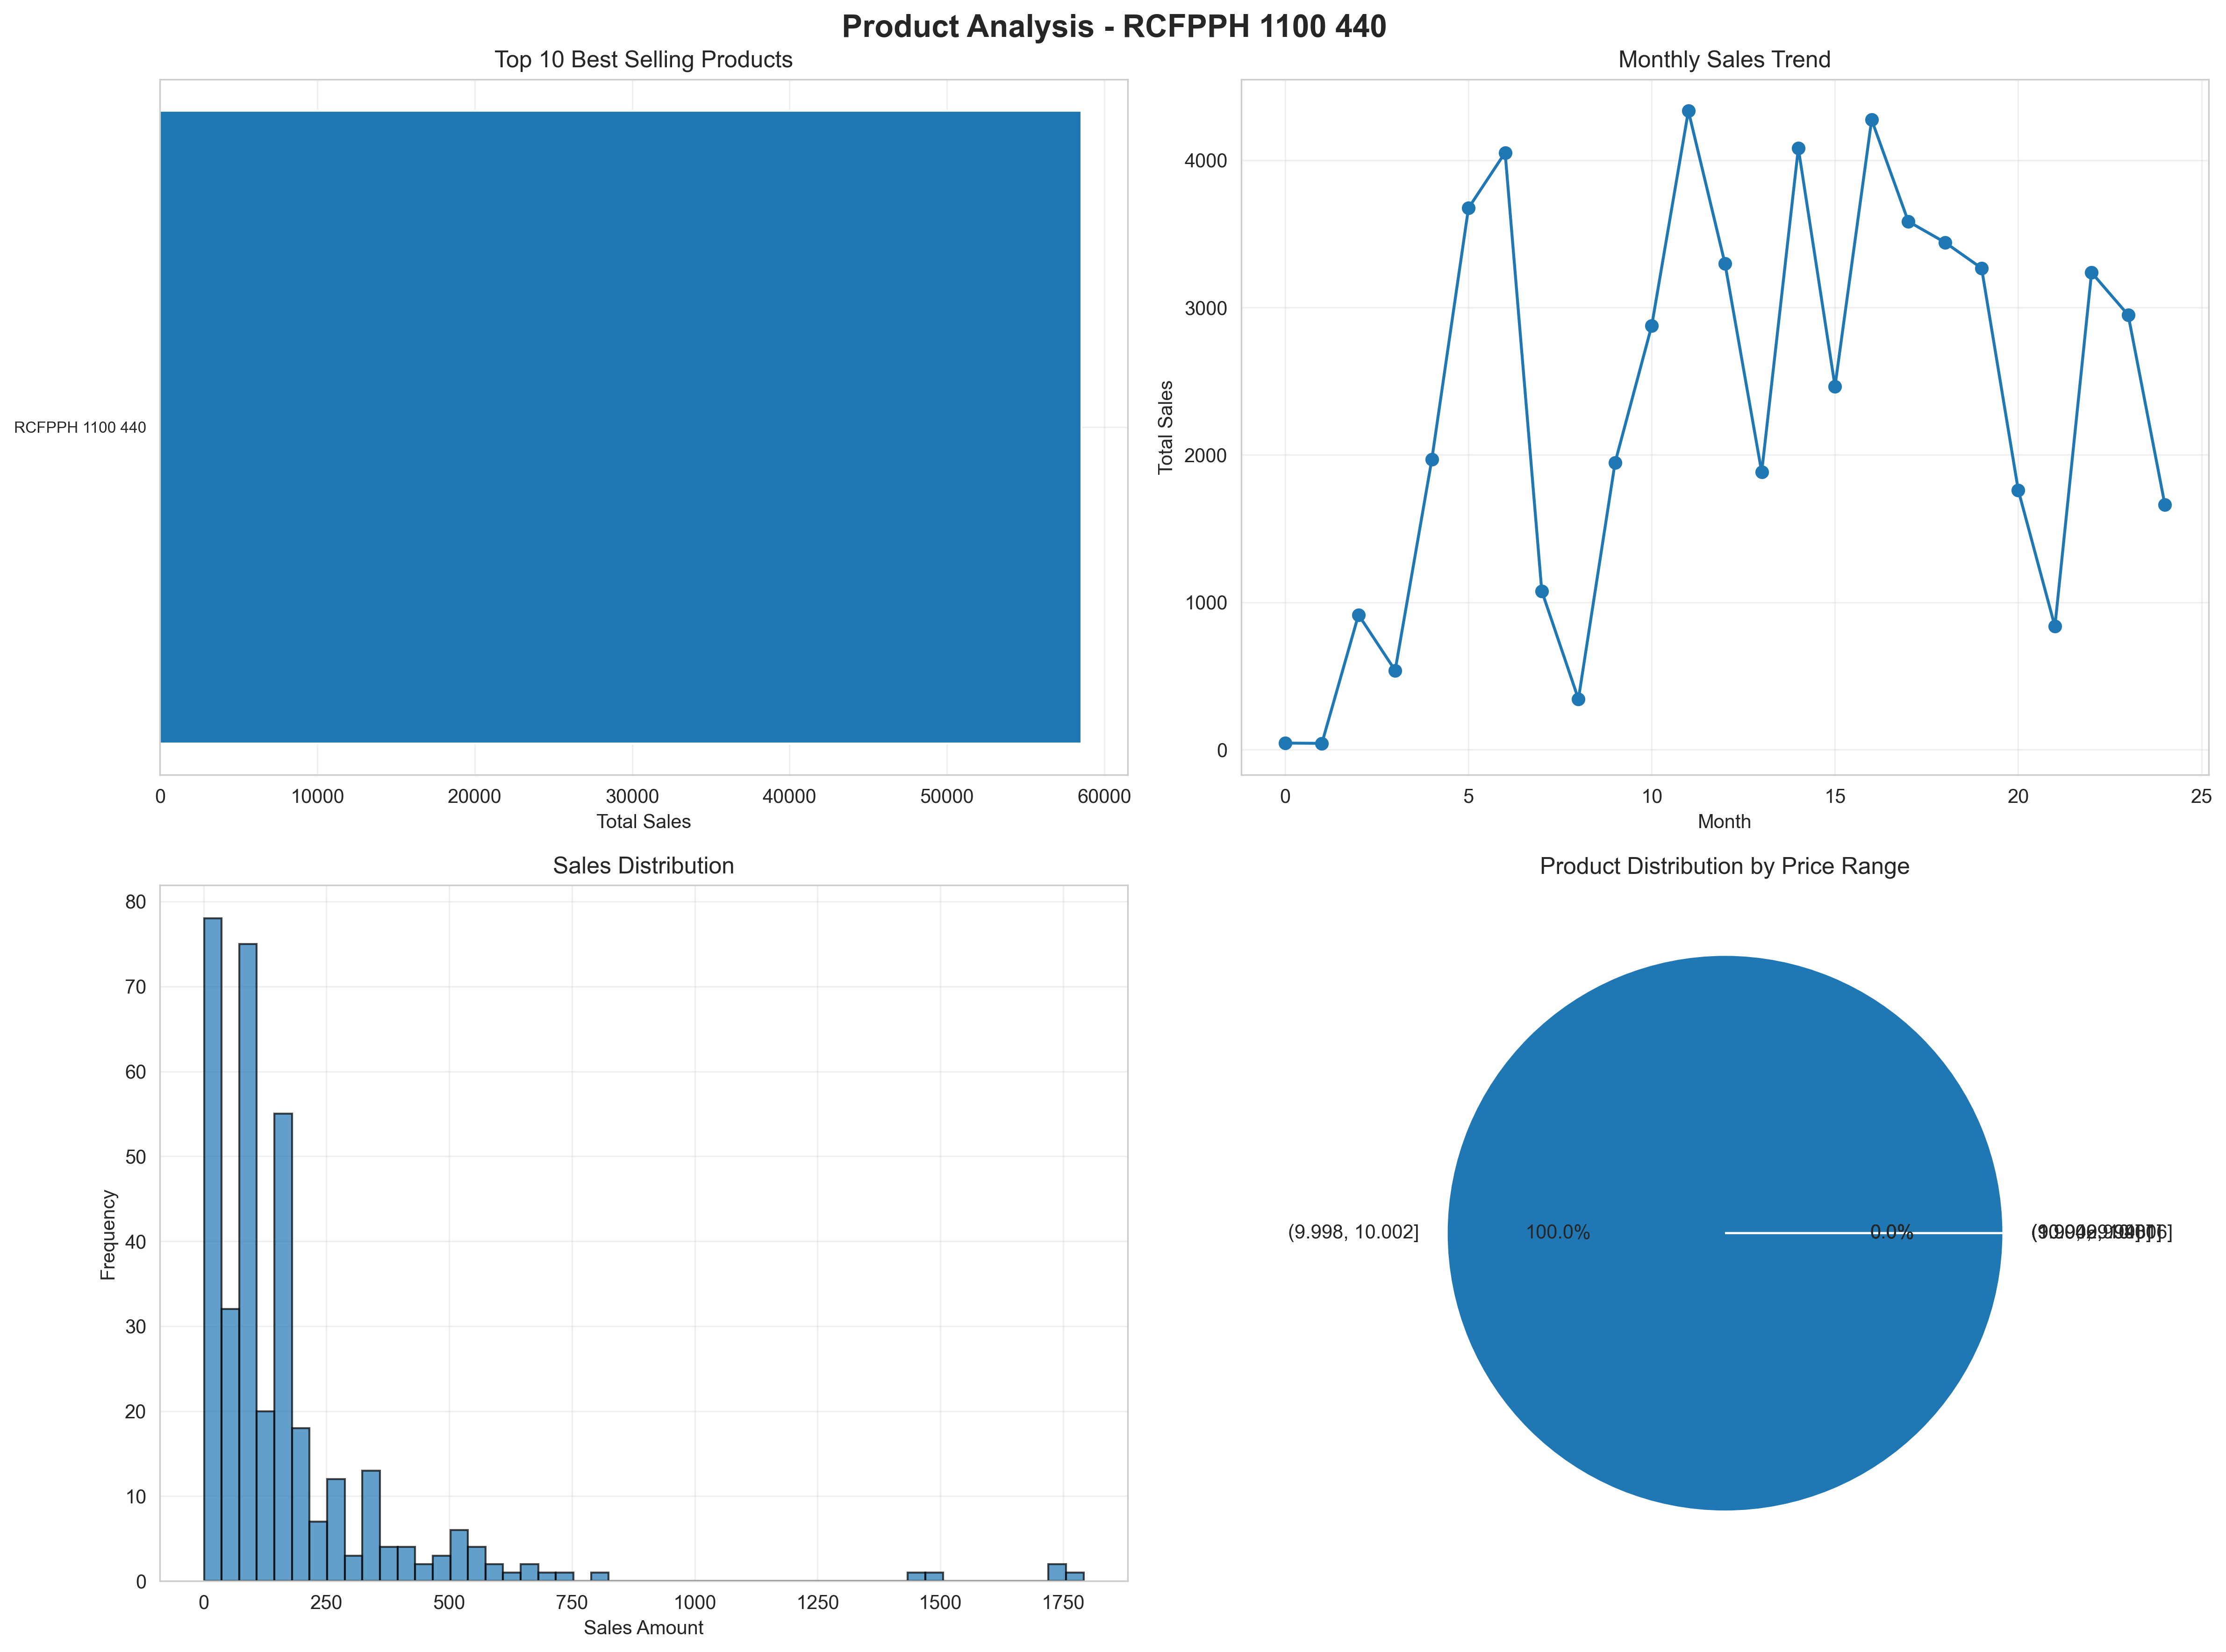 Product Analysis - RCFPPH 1100 440
Top 10 Best Selling Products
RCFPPH 1100 440
0 10000 20000 30000 40000 50000 60000
Total Sales
Monthly Sales Trend
4000
3000
2000
1000
0
Total Sales
0 5 10 15 20 25
Month
Sales Distribution
80
70
60
50
40
30
20
10
0
Frequency
0 250 500 750 1000 1250 1500 1750
Sales Amount
Product Distribution by Price Range
(9.998, 10.002] 100.0% 0.0%